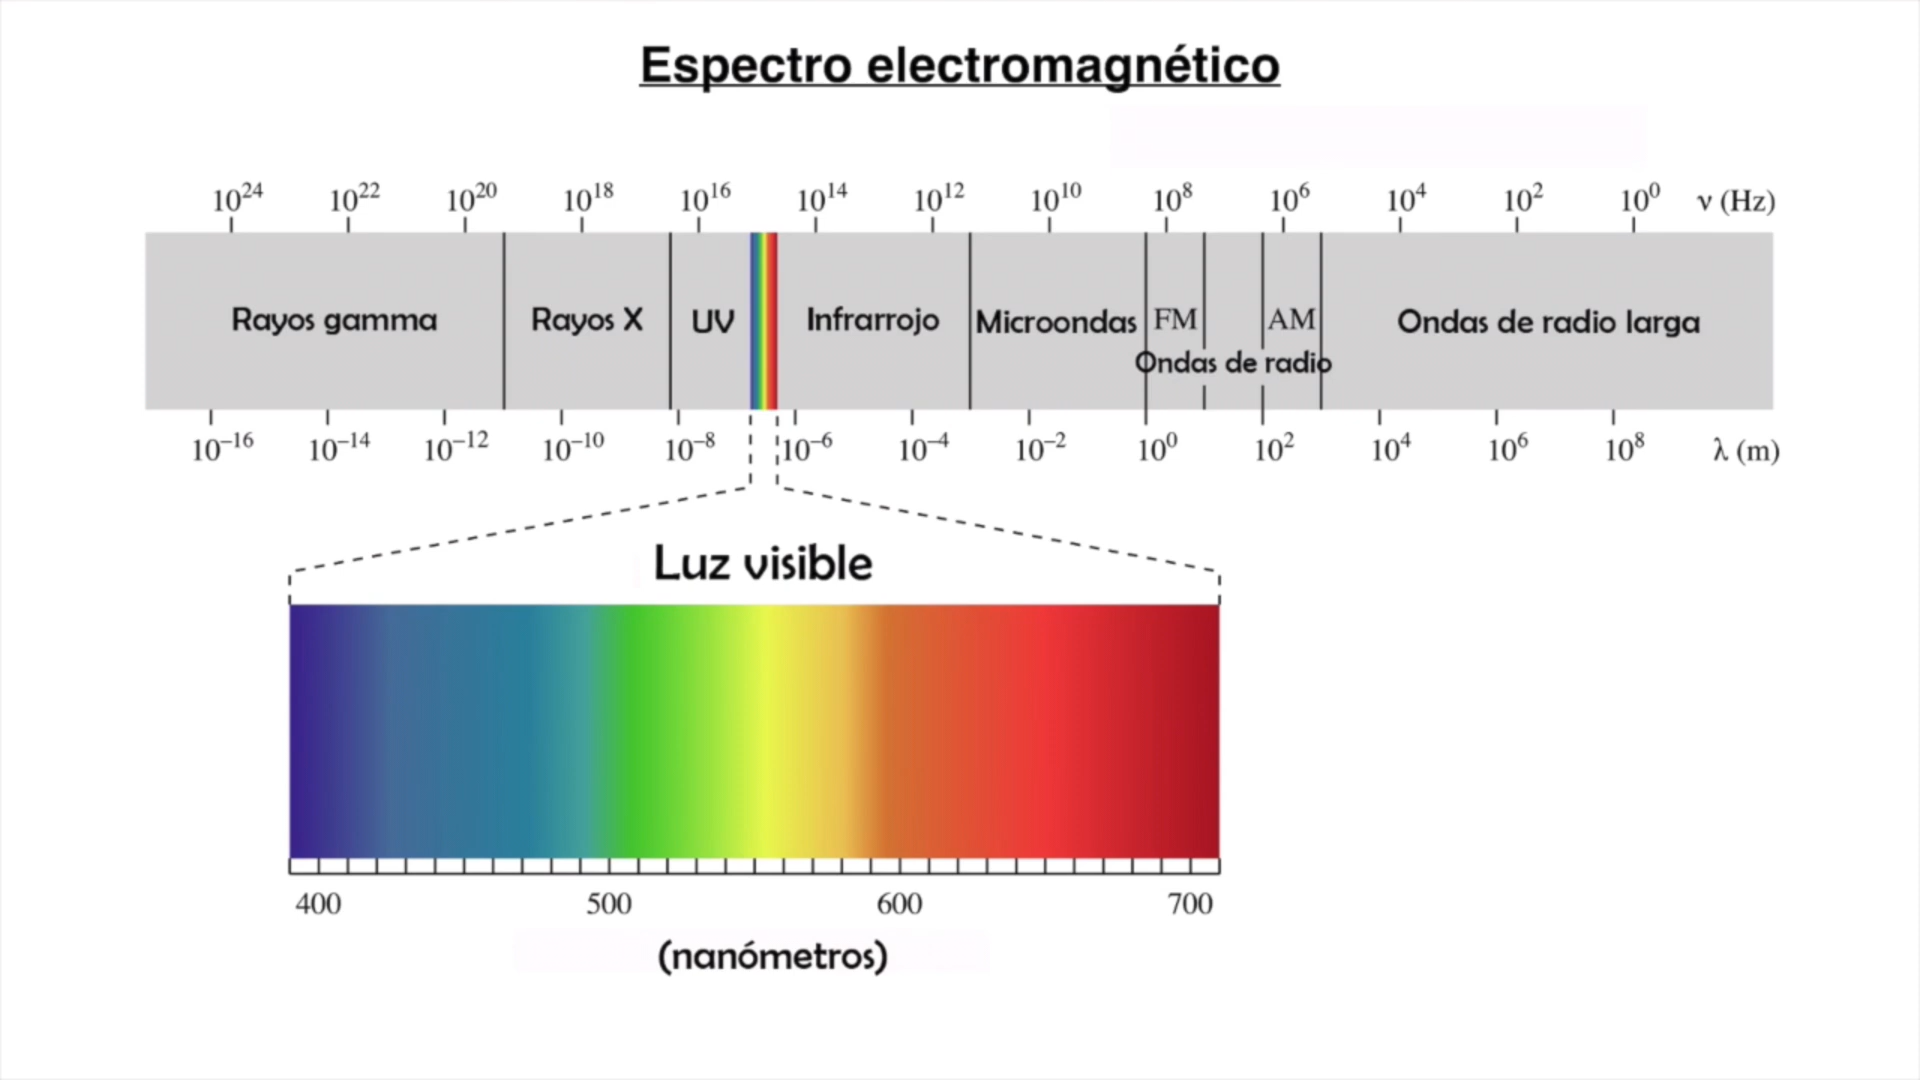 Espectro electromagnético
10²⁴ 10²² 10²⁰ 10¹⁸ 10¹⁶ 10¹⁴ 10¹² 10¹⁰ 10⁸ 10⁶ 10⁴ 10² 10⁰ ν (Hz)
Rayos gamma Rayos X UV Infrarrojo Microondas FM AM Ondas de radio larga
Ondas de radio
10⁻¹⁶ 10⁻¹⁴ 10⁻¹² 10⁻¹⁰ 10⁻⁸ 10⁻⁶ 10⁻⁴ 10⁻² 10⁰ 10² 10⁴ 10⁶ 10⁸ λ (m)
Luz visible
400 500 600 700
(nanómetros)